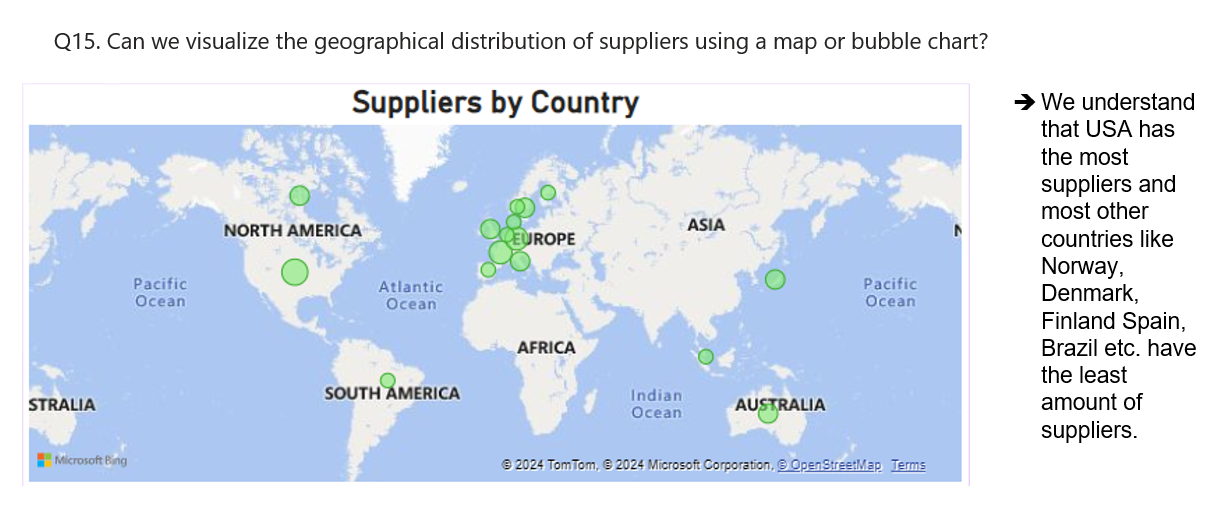 Q15. Can we visualize the geographical distribution of suppliers using a map or bubble chart?
Suppliers by Country
NORTH AMERICA
EUROPE
ASIA
N
Pacific
Ocean
Atlantic
Ocean
Pacific
Ocean
AFRICA
SOUTH AMERICA
Indian
Ocean
STRALIA
AUSTRALIA
Microsoft Bing
© 2024 TomTom, © 2024 Microsoft Corporation, © OpenStreetMap Terms
➔ We understand
that USA has
the most
suppliers and
most other
countries like
Norway,
Denmark,
Finland Spain,
Brazil etc. have
the least
amount of
suppliers.